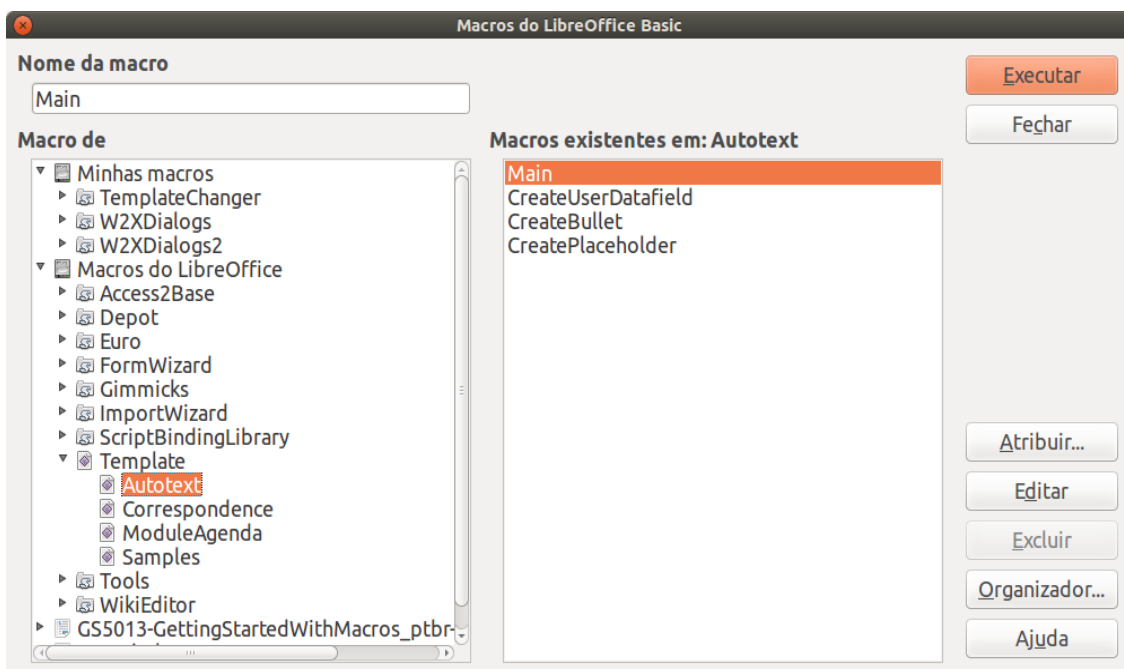 Macros do LibreOffice Basic
Nome da macro
Main
Macro de
Minhas macros
TemplateChanger
W2XDialogs
W2XDialogs2
Macros do LibreOffice
Access2Base
Depot
Euro
FormWizard
Gimmicks
ImportWizard
ScriptBindingLibrary
Template
Autotext
Correspondence
ModuleAgenda
Samples
Tools
WikiEditor
GS5013-GettingStartedWithMacros_ptbr-
Macros existentes em: Autotext
Main
CreateUserDatafield
CreateBullet
CreatePlaceholder
Executar
Fechar
Atribuir...
Editar
Excluir
Organizador...
Ajuda